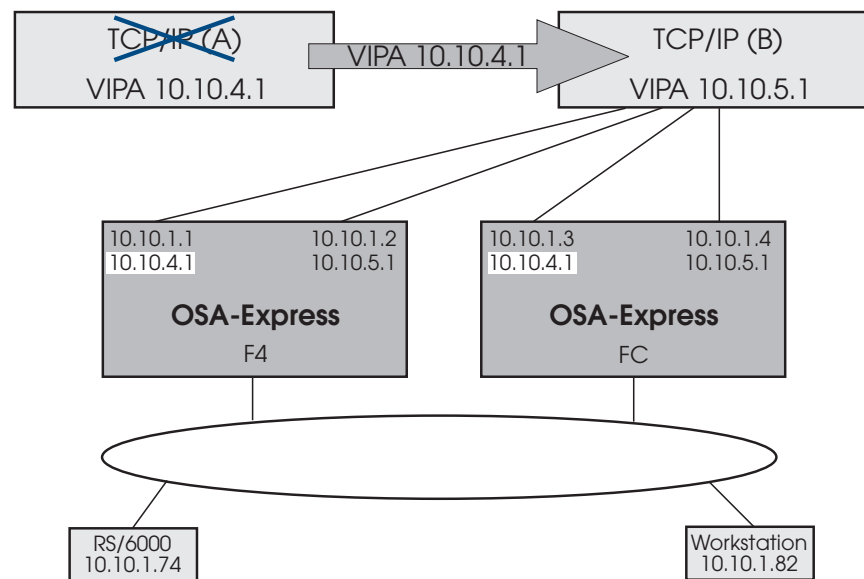 TCP/IP (A)
VIPA 10.10.4.1
VIPA 10.10.4.1
TCP/IP (B)
VIPA 10.10.5.1
10.10.1.1 10.10.1.2
10.10.4.1 10.10.5.1
OSA-Express
F4
10.10.1.3 10.10.1.4
10.10.4.1 10.10.5.1
OSA-Express
FC
RS/6000
10.10.1.74
Workstation
10.10.1.82